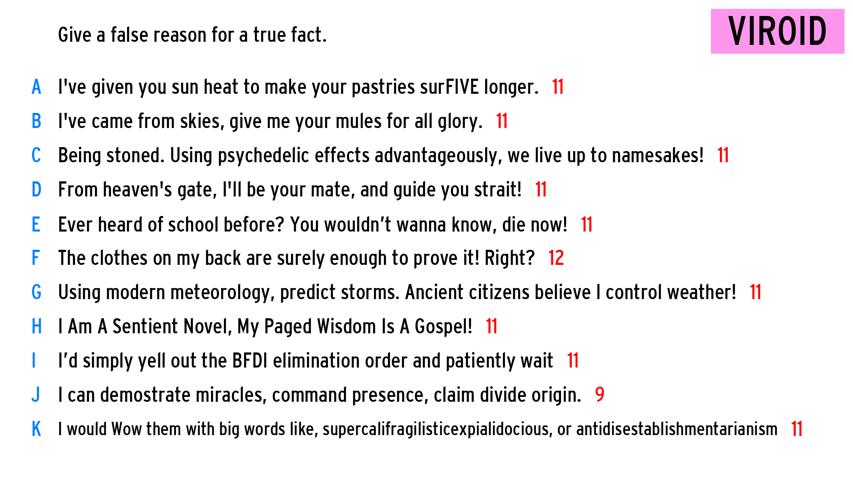 Give a false reason for a true fact.
VIROID
A I've given you sun heat to make your pastries surFIVE longer. 11
B I've came from skies, give me your mules for all glory. 11
C Being stoned. Using psychedelic effects advantageously, we live up to namesakes! 11
D From heaven's gate, I'll be your mate, and guide you strait! 11
E Ever heard of school before? You wouldn't wanna know, die now! 11
F The clothes on my back are surely enough to prove it! Right? 12
G Using modern meteorology, predict storms. Ancient citizens believe I control weather! 11
H I Am A Sentient Novel, My Paged Wisdom Is A Gospel! 11
I I'd simply yell out the BFDI elimination order and patiently wait 11
J I can demostrate miracles, command presence, claim divide origin. 9
K I would Wow them with big words like, supercalifragilisticexpialidocious, or antidisestablishmentarianism 11